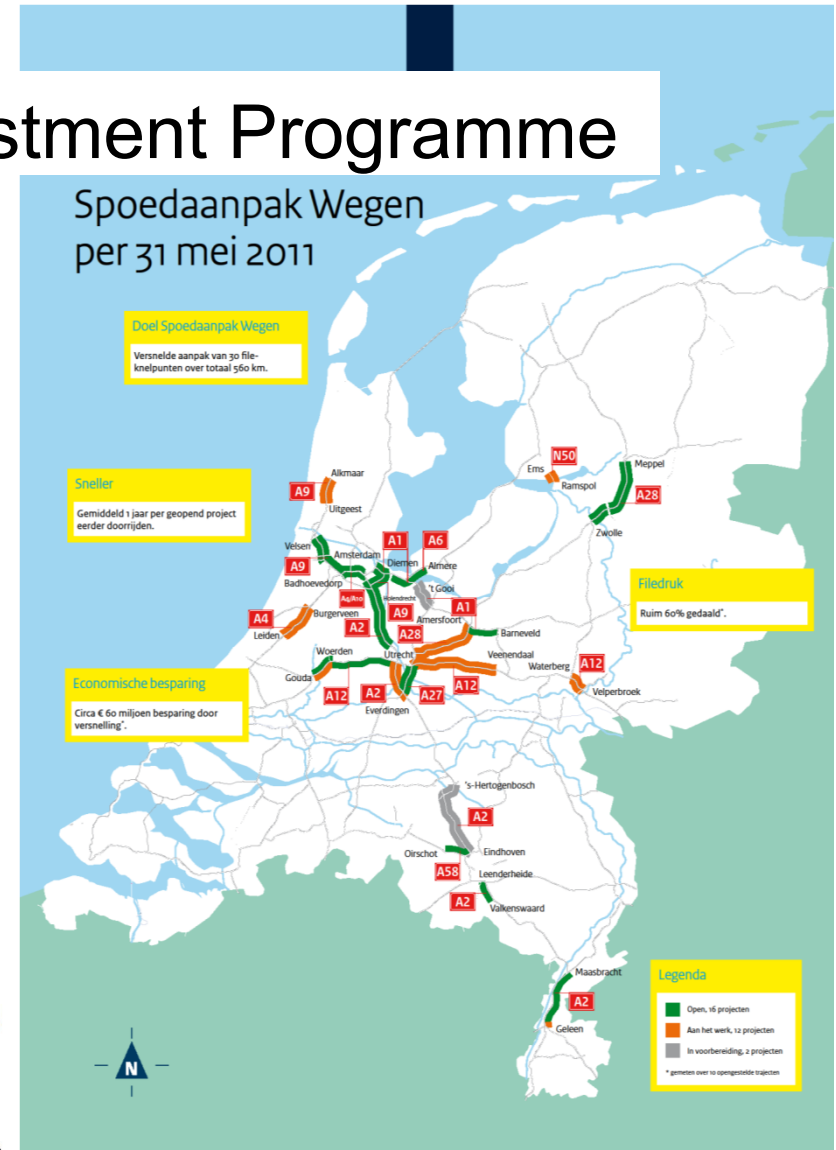 stment Programme
Spoedaanpak Wegen
per 31 mei 2011
Doel Spoedaanpak Wegen
Versnelde aanpak van 30 file-
knelpunten over totaal 560 km.
Sneller
Gemiddeld 1 jaar per geopend project
eerder doorrijden.
Filedruk
Ruim 60% gedaald*.
Economische besparing
Circa € 60 miljoen besparing door
versnelling*.
Alkmaar
A9
Uitgeest
Ems
N50
Ramspol
Meppel
A28
Zwolle
Velsen
A9
Badhoevedorp
Amsterdam
A1
A6
Diemen
Almere
't Gooi
A4/A10
Holendrecht
A9
A1
A4
Burgerveen
Leiden
A2
A28
Amersfoort
Barneveld
Woerden
Utrecht
Veenendaal
Gouda
A12
A2
A27
A12
Everdingen
Waterberg
A12
Velperbroek
's-Hertogenbosch
A2
Oirschot
Eindhoven
A58
Leenderheide
A2
Valkenswaard
Maasbracht
A2
Geleen
Legenda
Open, 16 projecten
Aan het werk, 12 projecten
In voorbereiding, 2 projecten
* gemeten over 10 opengestelde trajecten
N